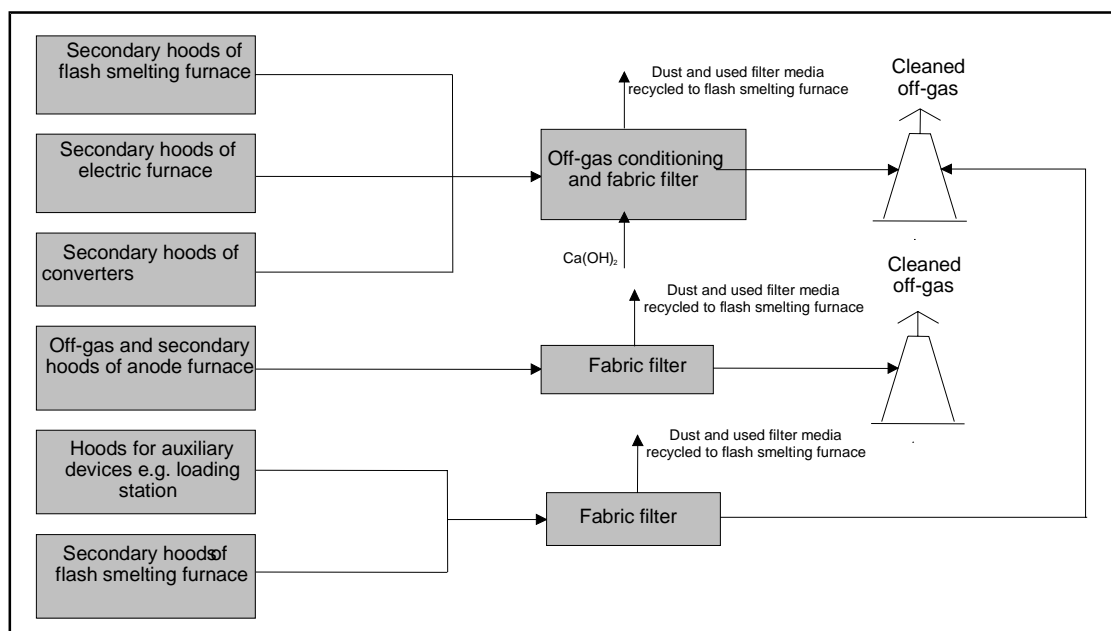 Secondary hoods of
flash smelting furnace
Secondary hoods of
electric furnace
Secondary hoods of
converters
Off-gas and secondary
hoods of anode furnace
Hoods for auxiliary
devices e.g. loading
station
Secondary hoods of
flash smelting furnace
Dust and used filter media
recycled to flash smelting furnace
Off-gas conditioning
and fabric filter
Ca(OH)₂
Dust and used filter media
recycled to flash smelting furnace
Fabric filter
Dust and used filter media
recycled to flash smelting furnace
Fabric filter
Cleaned
off-gas
Cleaned
off-gas